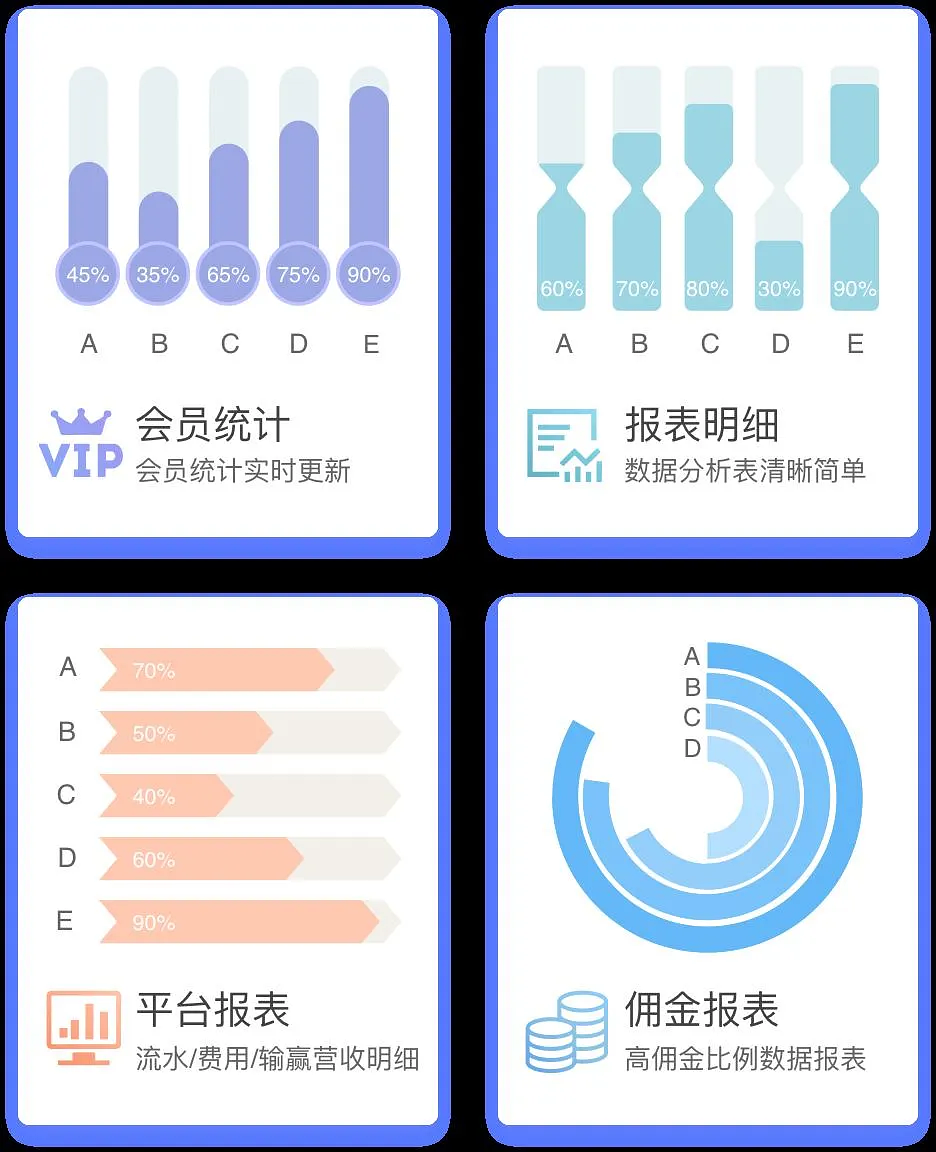 45% 35% 65% 75% 90%
A B C D E
VIP
会员统计
会员统计实时更新
60% 70% 80% 30% 90%
A B C D E
报表明细
数据分析表清晰简单
A 70%
B 50%
C 40%
D 60%
E 90%
平台报表
流水/费用/输赢营收明细
A
B
C
D
佣金报表
高佣金比例数据报表